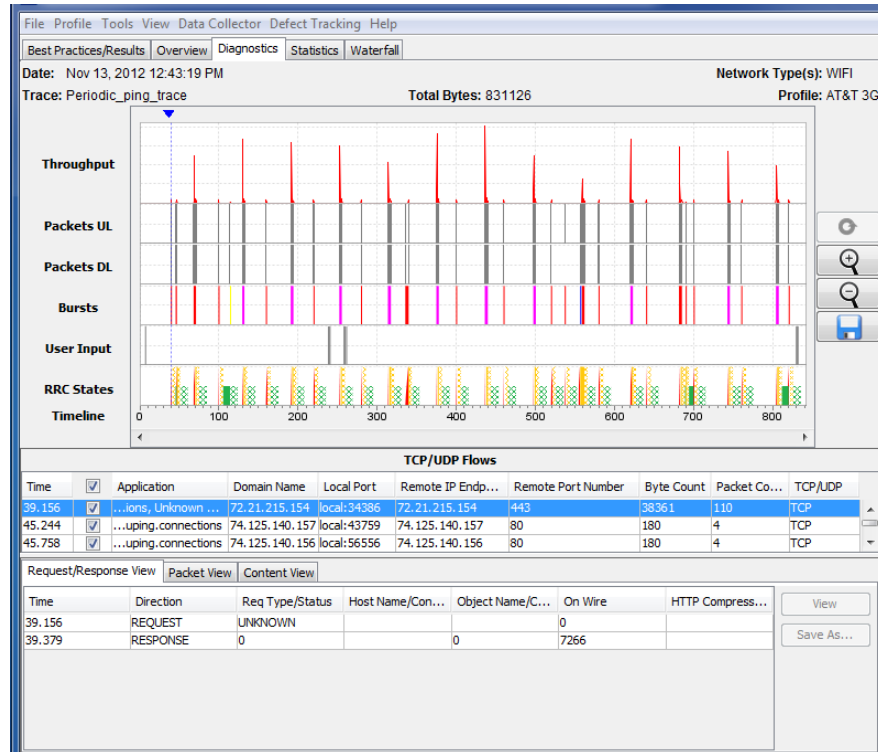 File Profile Tools View Data Collector Defect Tracking Help
Best Practices/Results Overview Diagnostics Statistics Waterfall
Date: Nov 13, 2012 12:43:19 PM Network Type(s): WIFI
Trace: Periodic_ping_trace Total Bytes: 831126 Profile: AT&T 3G
Throughput
Packets UL
Packets DL
Bursts
User Input
RRC States
Timeline 0 100 200 300 400 500 600 700 800
TCP/UDP Flows
Time Application Domain Name Local Port Remote IP Endp... Remote Port Number Byte Count Packet Co... TCP/UDP
39.156 ...ions, Unknown ... 72.21.215.154 local:34386 72.21.215.154 443 38361 110 TCP
45.244 ...uping.connections 74.125.140.157 local:43759 74.125.140.157 80 180 4 TCP
45.758 ...uping.connections 74.125.140.156 local:56556 74.125.140.156 80 180 4 TCP
Request/Response View Packet View Content View
Time Direction Req Type/Status Host Name/Con... Object Name/C... On Wire HTTP Compress... View
39.156 REQUEST UNKNOWN 0
39.379 RESPONSE 0 0 7266 Save As...